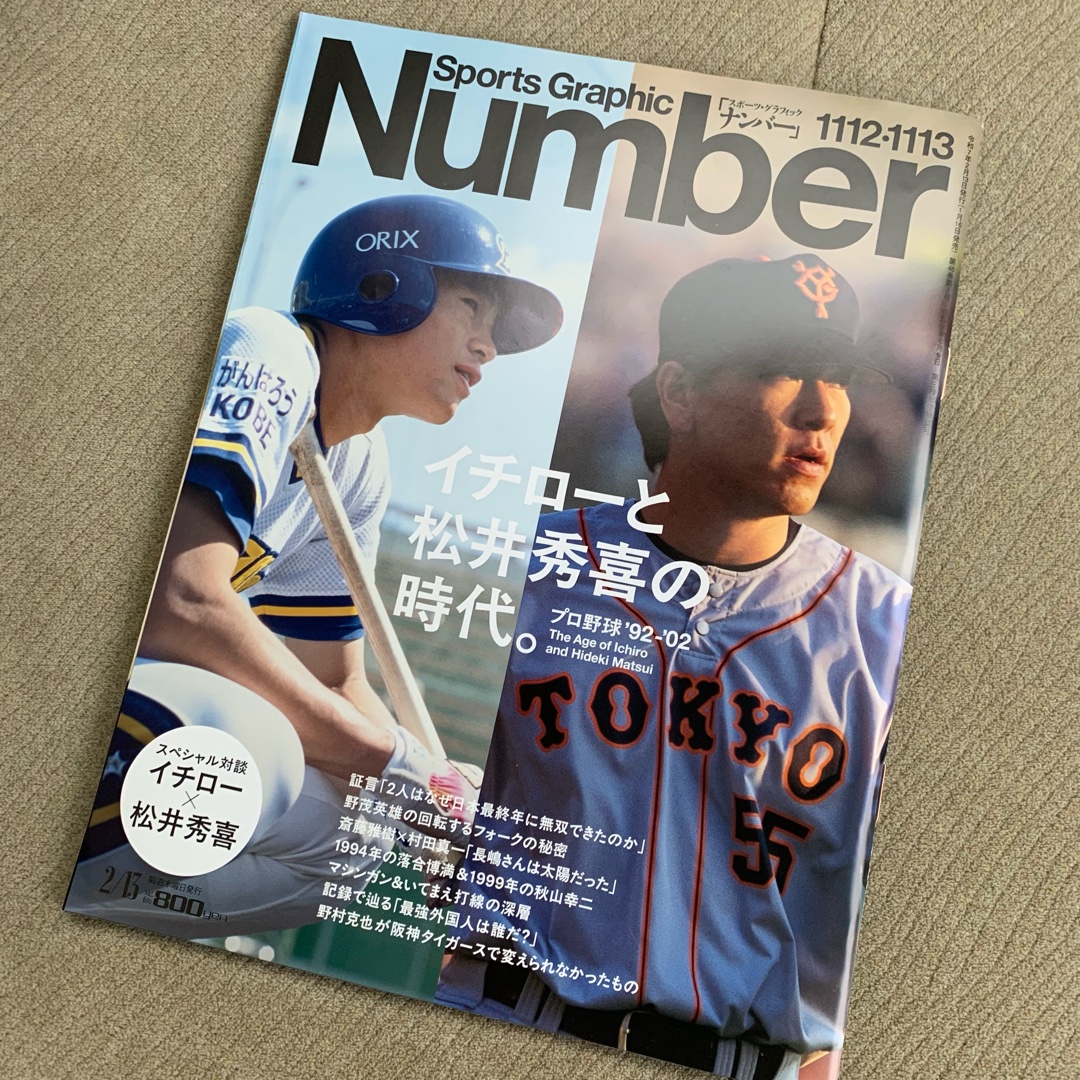 Sports Graphic
Number
「スポーツ・グラフィック
ナンバー」
1112・1113
ORIX
がんばろう
KOBE
イチローと
松井秀喜の
時代。
プロ野球 '92-'02
The Age of Ichiro
and Hideki Matsui
TOKYO
5
スペシャル対談
イチロー
×
松井秀喜
証言「2人はなぜ日本最終年に無双できたのか」
野茂英雄の回転するフォークの秘密
斎藤雅樹×村田真一「長嶋さんは太陽だった」
1994年の落合博満&1999年の秋山幸二
マシンガン&いてまえ打線の深層
記録で辿る「最強外国人は誰だ?」
野村克也が阪神タイガースで変えられなかったもの
2/13
隔週木曜日発行
800yen